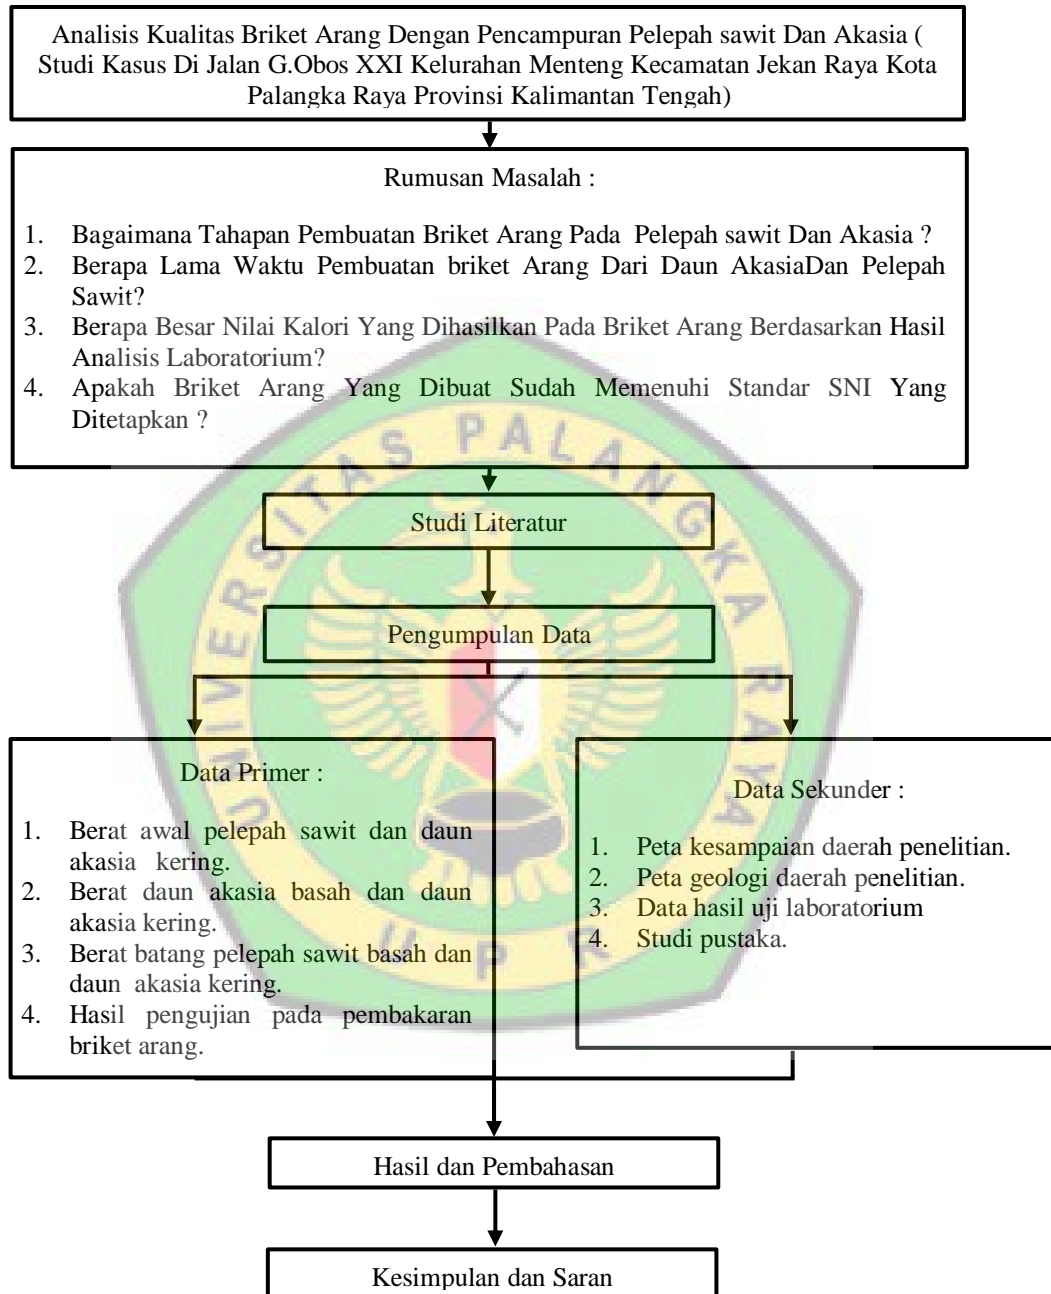 Analisis Kualitas Briket Arang Dengan Pencampuran Pelepah sawit Dan Akasia (
Studi Kasus Di Jalan G.Obos XXI Kelurahan Menteng Kecamatan Jekan Raya Kota
Palangka Raya Provinsi Kalimantan Tengah)
Rumusan Masalah :
1. Bagaimana Tahapan Pembuatan Briket Arang Pada Pelepah sawit Dan Akasia ?
2. Berapa Lama Waktu Pembuatan briket Arang Dari Daun AkasiaDan Pelepah
Sawit?
3. Berapa Besar Nilai Kalori Yang Dihasilkan Pada Briket Arang Berdasarkan Hasil
Analisis Laboratorium?
4. Apakah Briket Arang Yang Dibuat Sudah Memenuhi Standar SNI Yang
Ditetapkan ?
Studi Literatur
Pengumpulan Data
Data Primer :
1. Berat awal pelepah sawit dan daun
akasia kering.
2. Berat daun akasia basah dan daun
akasia kering.
3. Berat batang pelepah sawit basah dan
daun akasia kering.
4. Hasil pengujian pada pembakaran
briket arang.
Data Sekunder :
1. Peta kesampaian daerah penelitian.
2. Peta geologi daerah penelitian.
3. Data hasil uji laboratorium
4. Studi pustaka.
Hasil dan Pembahasan
Kesimpulan dan Saran
UNIVERSITAS PALANGKA RAYA
UPR